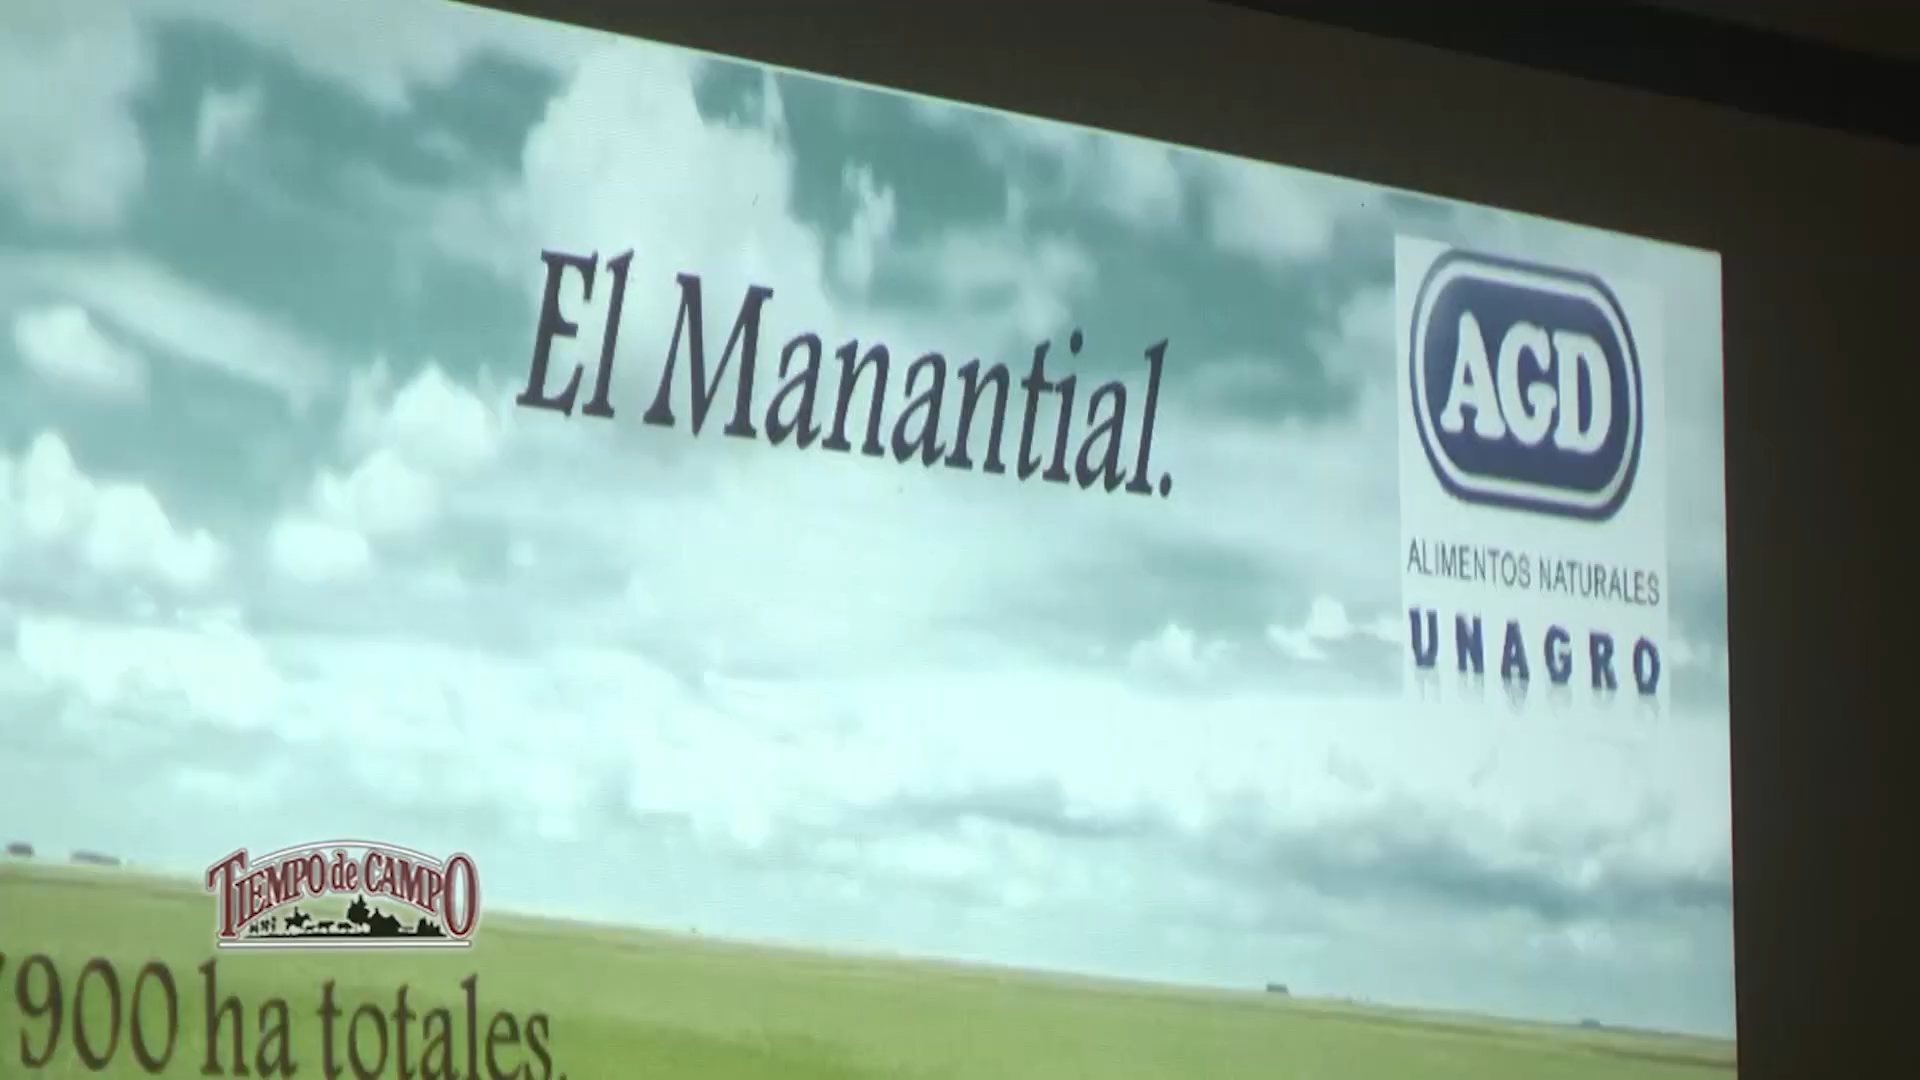 El Manantial.
AGD
ALIMENTOS NATURALES
UNAGRO
TIEMPO de CAMPO
900 ha totales.